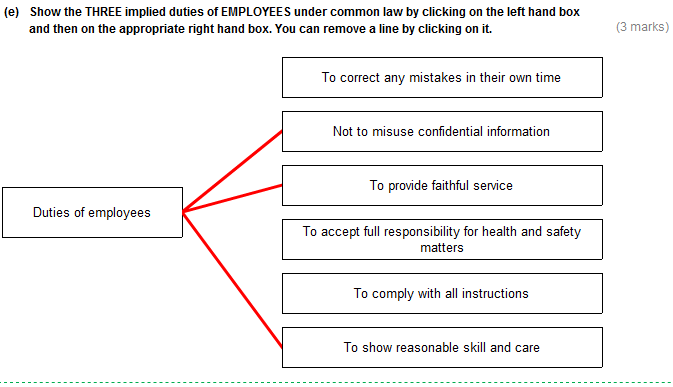 (e) Show the THREE implied duties of EMPLOYEES under common law by clicking on the left hand box
and then on the appropriate right hand box. You can remove a line by clicking on it.
(3 marks)
To correct any mistakes in their own time
Not to misuse confidential information
To provide faithful service
Duties of employees
To accept full responsibility for health and safety
matters
To comply with all instructions
To show reasonable skill and care